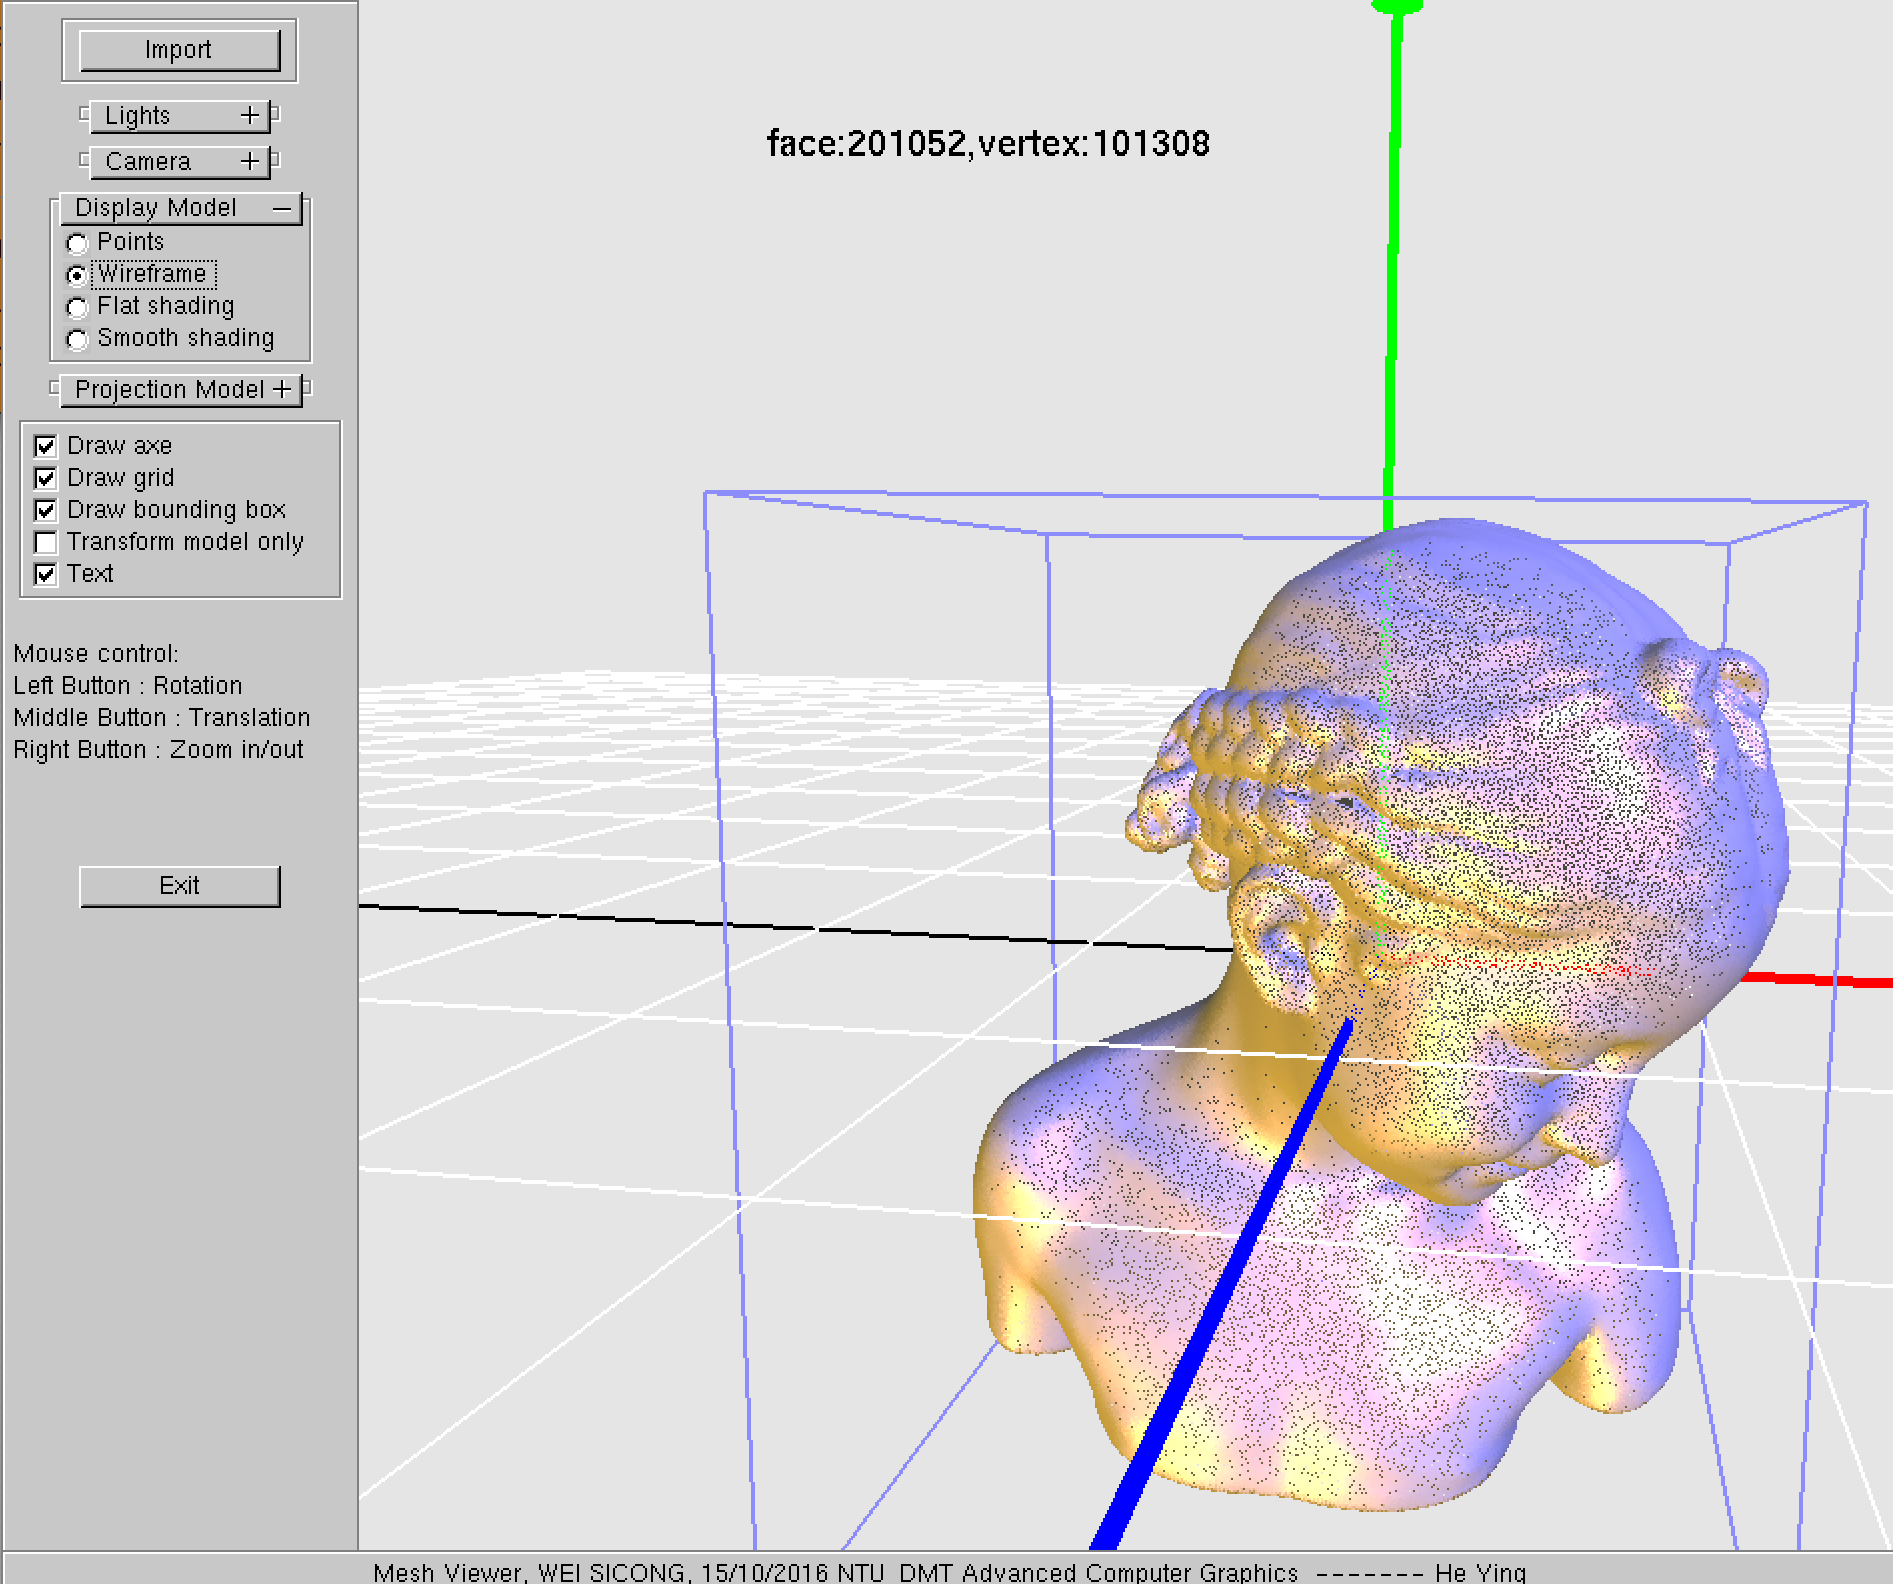 Import
Lights +
Camera +
Display Model −
Points
Wireframe
Flat shading
Smooth shading
Projection Model +
Draw axe
Draw grid
Draw bounding box
Transform model only
Text
Mouse control:
Left Button : Rotation
Middle Button : Translation
Right Button : Zoom in/out
Exit
face:201052,vertex:101308
Mesh Viewer, WEI SICONG, 15/10/2016 NTU DMT Advanced Computer Graphics ------- He Ying